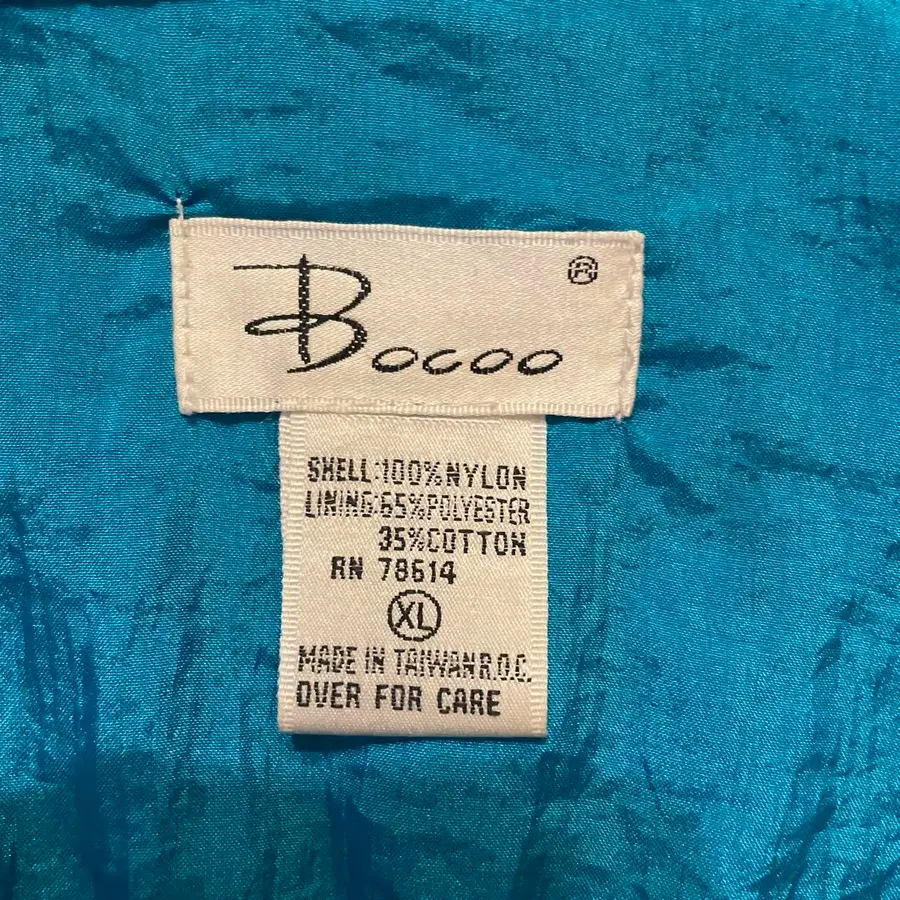 Bocoo ®
SHELL:100%NYLON
LINING:65%POLYESTER
35%COTTON
RN 78614
XL
MADE IN TAIWAN R.O.C.
OVER FOR CARE